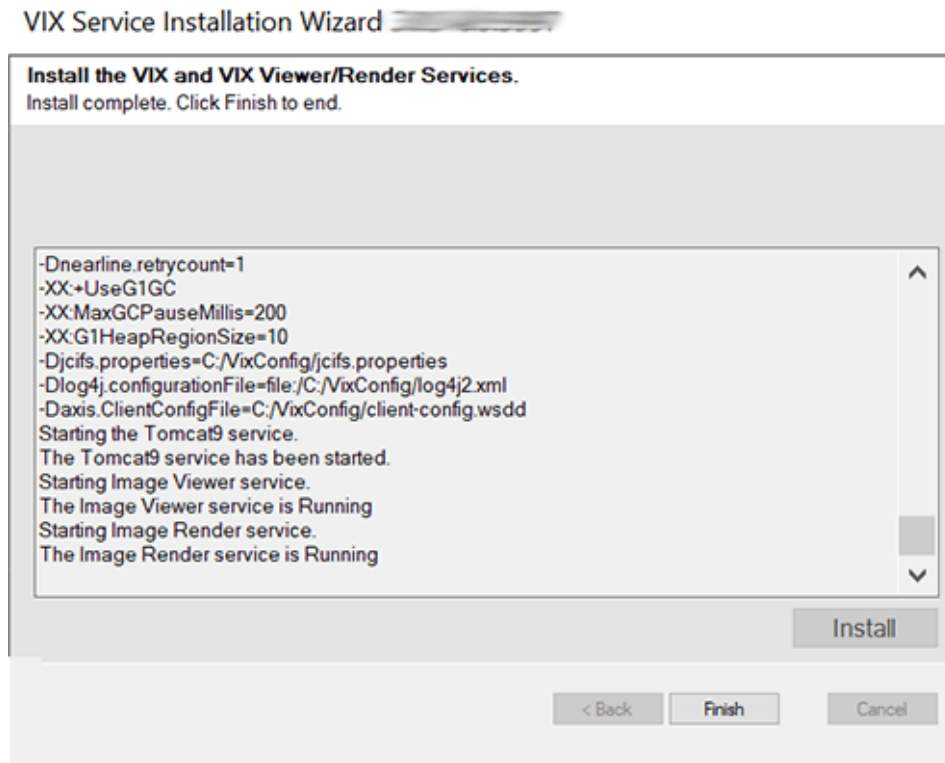 VIX Service Installation Wizard
Install the VIX and VIX Viewer/Render Services.
Install complete. Click Finish to end.
-Dnearline.retrycount=1
-XX:+UseG1GC
-XX:MaxGCPauseMillis=200
-XX:G1HeapRegionSize=10
-Djcifs.properties=C:/VixConfig/jcifs.properties
-Dlog4j.configurationFile=file:/C:/VixConfig/log4j2.xml
-Daxis.ClientConfigFile=C:/VixConfig/client-config.wsdd
Starting the Tomcat9 service.
The Tomcat9 service has been started.
Starting Image Viewer service.
The Image Viewer service is Running
Starting Image Render service.
The Image Render service is Running
Install
< Back
Finish
Cancel